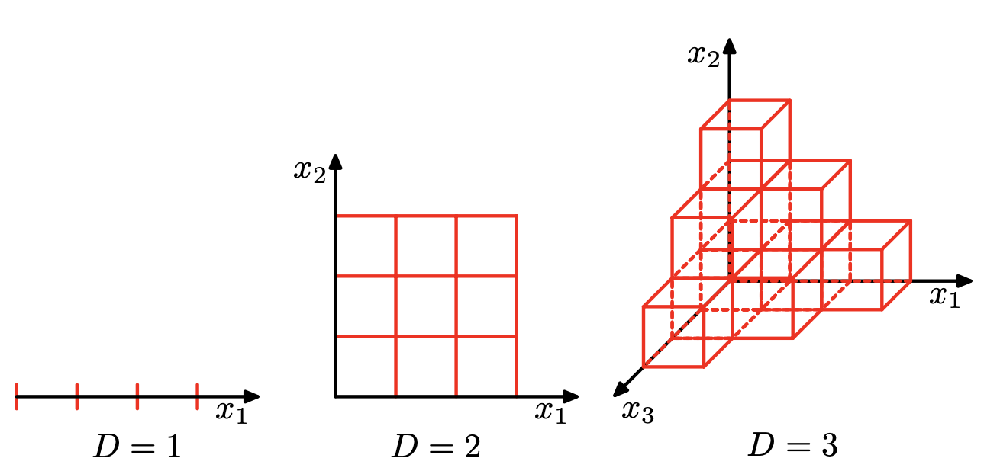 x₁
D = 1
x₂
x₁
D = 2
x₂
x₁
x₃
D = 3